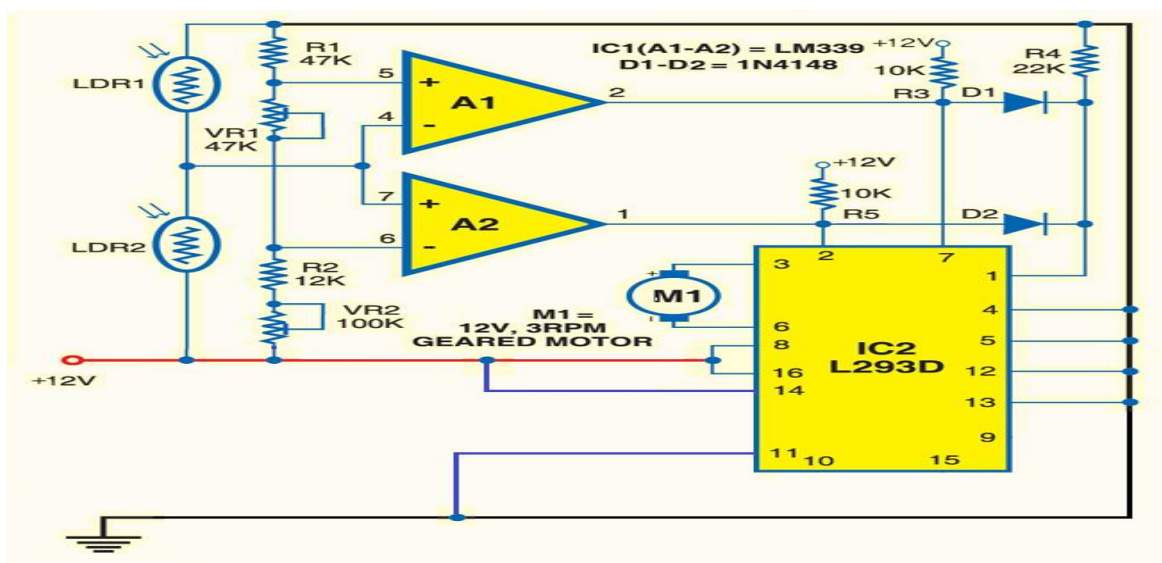 R1
47K
LDR1
5
+
4
-
A1
2
IC1(A1-A2) = LM339
D1-D2 = 1N4148
+12V
10K
R3
D1
R4
22K
VR1
47K
7
+
6
-
A2
1
+12V
10K
R5
D2
LDR2
R2
12K
VR2
100K
+
M1
-
M1 =
12V, 3RPM
GEARED MOTOR
+12V
2
7
3
1
6
4
8
5
IC2
L293D
16
12
14
13
9
11
10
15